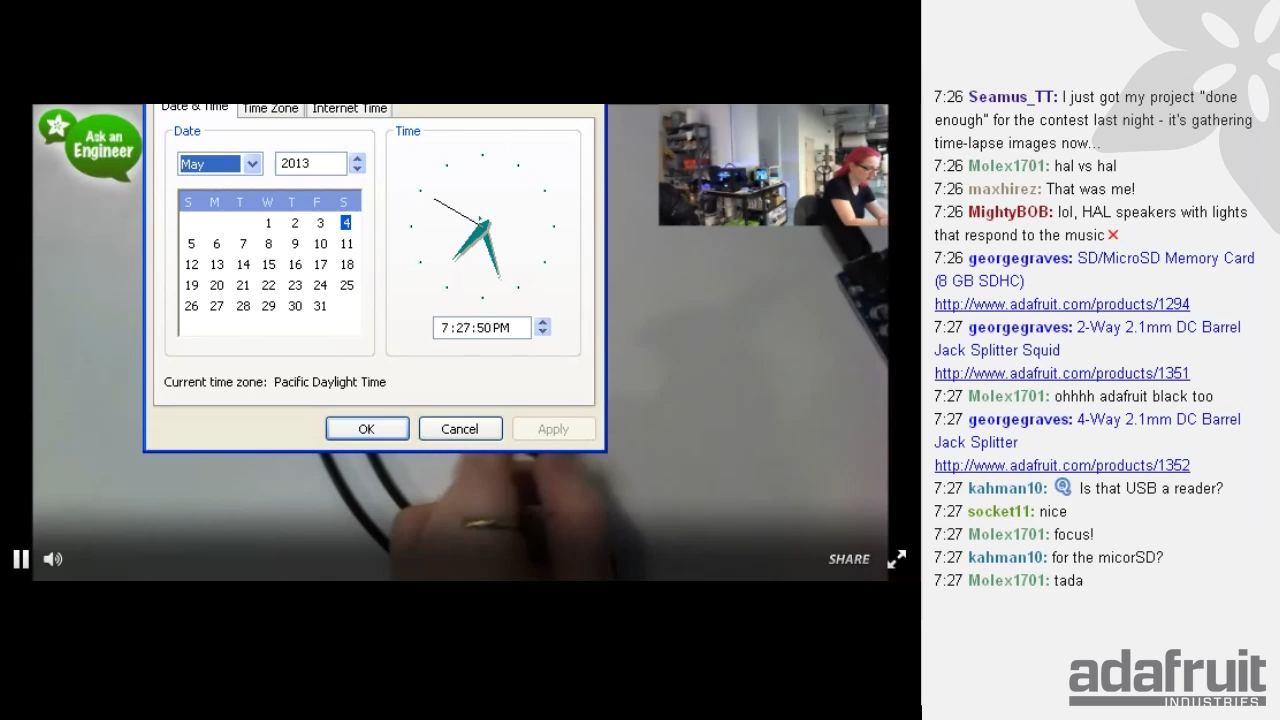 Ask an
Engineer
Date & Time
Time Zone
Internet Time
Date
May
2013
S M T W T F S
1 2 3 4
5 6 7 8 9 10 11
12 13 14 15 16 17 18
19 20 21 22 23 24 25
26 27 28 29 30 31
Time
7:27:50 PM
Current time zone: Pacific Daylight Time
OK
Cancel
Apply
SHARE
7:26 Seamus_TT: I just got my project "done
enough" for the contest last night - it's gathering
time-lapse images now...
7:26 Molex1701: hal vs hal
7:26 maxhirez: That was me!
7:26 MightyBOB: lol, HAL speakers with lights
that respond to the music
7:26 georgegraves: SD/MicroSD Memory Card
(8 GB SDHC)
http://www.adafruit.com/products/1294
7:27 georgegraves: 2-Way 2.1mm DC Barrel
Jack Splitter Squid
http://www.adafruit.com/products/1351
7:27 Molex1701: ohhhh adafruit black too
7:27 georgegraves: 4-Way 2.1mm DC Barrel
Jack Splitter
http://www.adafruit.com/products/1352
7:27 kahman10: Is that USB a reader?
7:27 socket11: nice
7:27 Molex1701: focus!
7:27 kahman10: for the micorSD?
7:27 Molex1701: tada
adafruit
INDUSTRIES